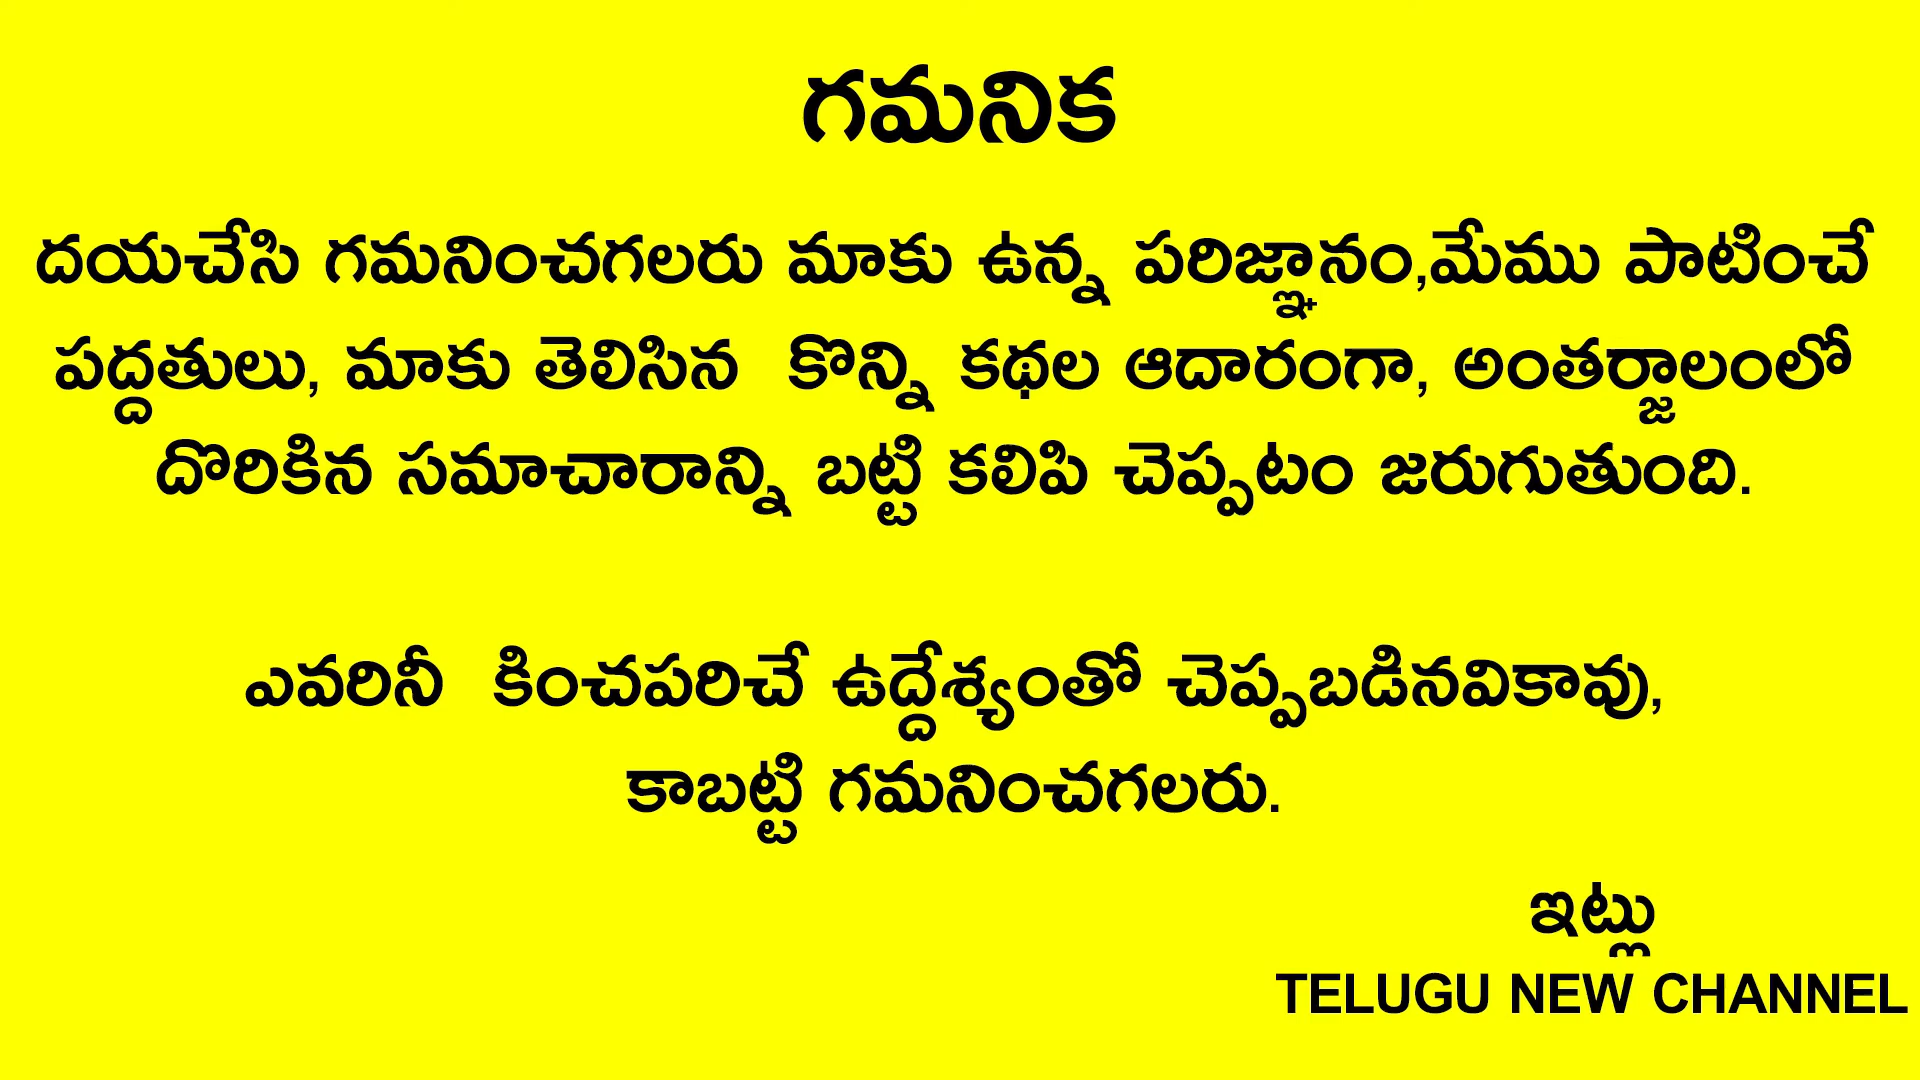 గమనిక
దయచేసి గమనించగలరు మాకు ఉన్న పరిజ్ఞానం,మేము పాటించే
పద్దతులు, మాకు తెలిసిన కొన్ని కథల ఆదారంగా, అంతర్జాలంలో
దొరికిన సమాచారాన్ని బట్టి కలిపి చెప్పటం జరుగుతుంది.
ఎవరినీ కించపరిచే ఉద్దేశ్యంతో చెప్పబడినవికావు,
కాబట్టి గమనించగలరు.
ఇట్లు
TELUGU NEW CHANNEL